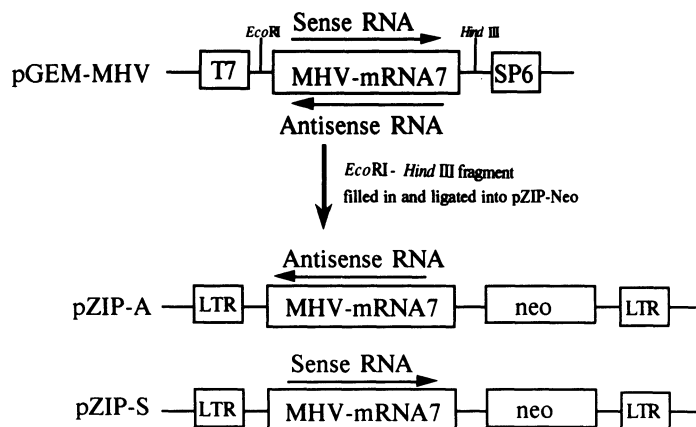 Sense RNA
EcoRI
Hind III
pGEM-MHV
T7
MHV-mRNA7
SP6
Antisense RNA
EcoRI - Hind III fragment
filled in and ligated into pZIP-Neo
Antisense RNA
pZIP-A
LTR
MHV-mRNA7
neo
LTR
Sense RNA
pZIP-S
LTR
MHV-mRNA7
neo
LTR